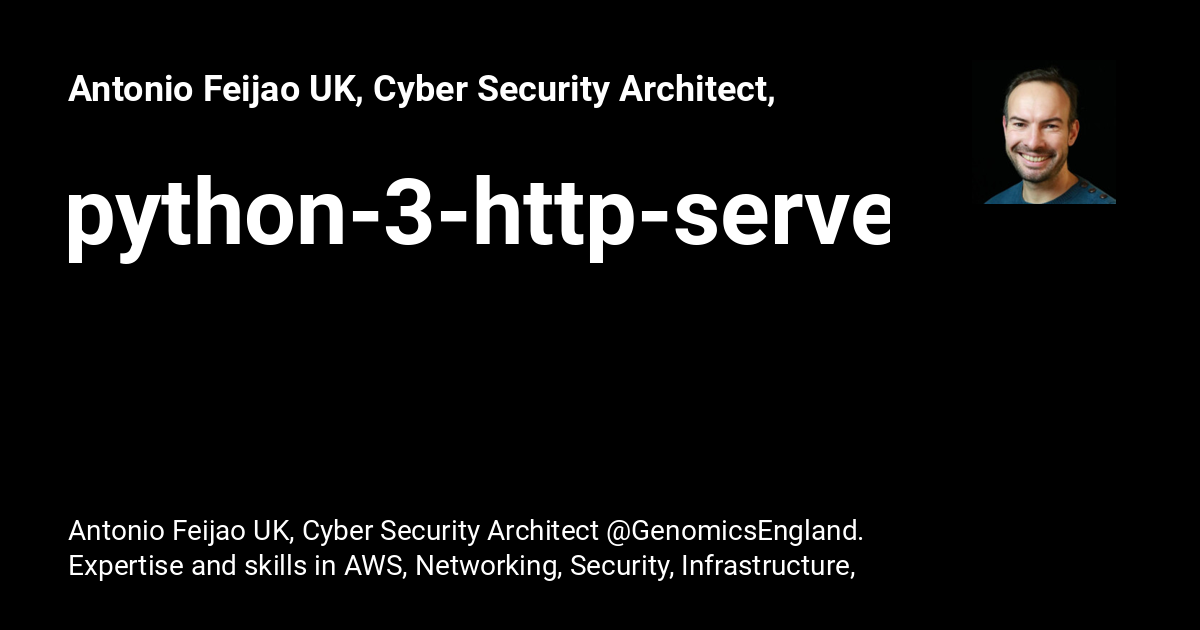 Antonio Feijao UK, Cyber Security Architect,
python-3-http-serve
Antonio Feijao UK, Cyber Security Architect @GenomicsEngland.
Expertise and skills in AWS, Networking, Security, Infrastructure,